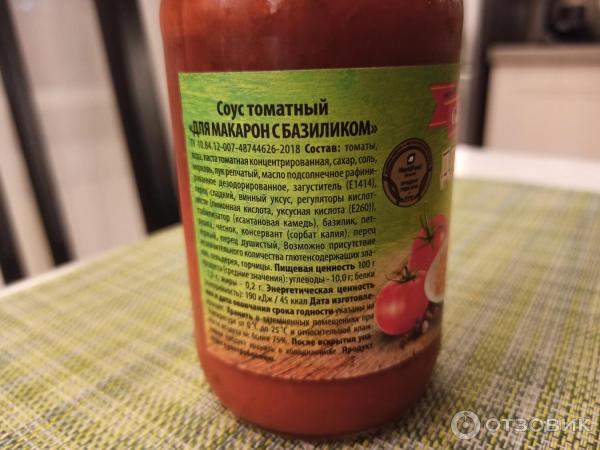 Соус томатный
«ДЛЯ МАКАРОН С БАЗИЛИКОМ»
ТУ 10.84.12-007-48744626-2018 Состав: томаты,
вода, паста томатная концентрированная, сахар, соль,
морковь, лук репчатый, масло подсолнечное рафини-
рованное дезодорированное, загуститель (Е1414),
перец сладкий, винный уксус, регуляторы кислот-
ности (лимонная кислота, уксусная кислота (Е260)),
стабилизатор (ксантановая камедь), базилик, пет-
рушка, чеснок, консервант (сорбат калия), перец
перец душистый, Возможно присутствие
незначительного количества глютенсодержащих зла-
ков, сельдерея, горчицы. Пищевая ценность 100 г
продукта (средние значения): углеводы - 10,0 г; белки
жиры - 0,2 г. Энергетическая ценность
190 кДж / 45 ккал Дата изготовле-
ния и дата окончания срока годности указаны на
Хранить в затемненных помещениях при
температуре от 0°С до 25°С и относительной влаж-
ности воздуха не более 75%. После вскрытия упа-
ковки продукт хранить в холодильнике. Продукт
WorldFood
ОТЗОВИК